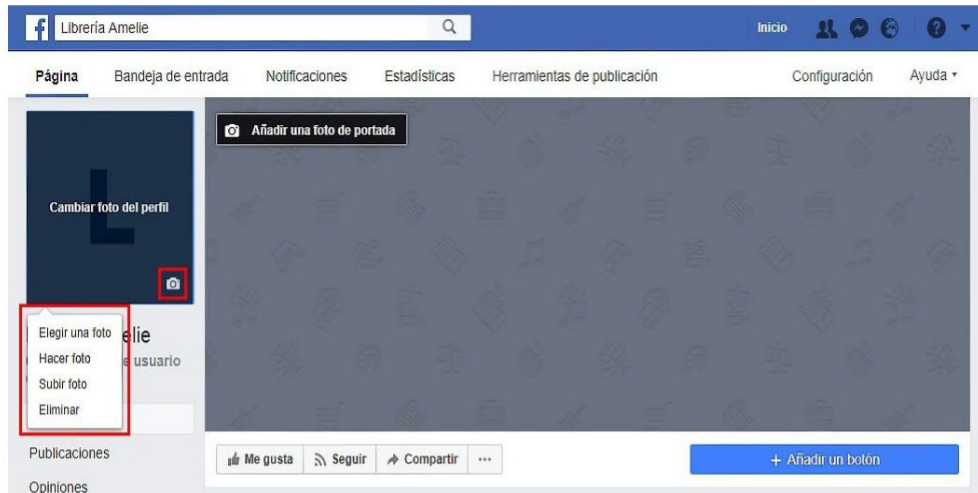 f Librería Amelie Inicio
Página Bandeja de entrada Notificaciones Estadísticas Herramientas de publicación Configuración Ayuda
Añadir una foto de portada
L
Cambiar foto del perfil
Elegir una foto
elie
Hacer foto
usuario
Subir foto
Eliminar
Publicaciones
Me gusta Seguir Compartir ... + Añadir un botón
Opiniones